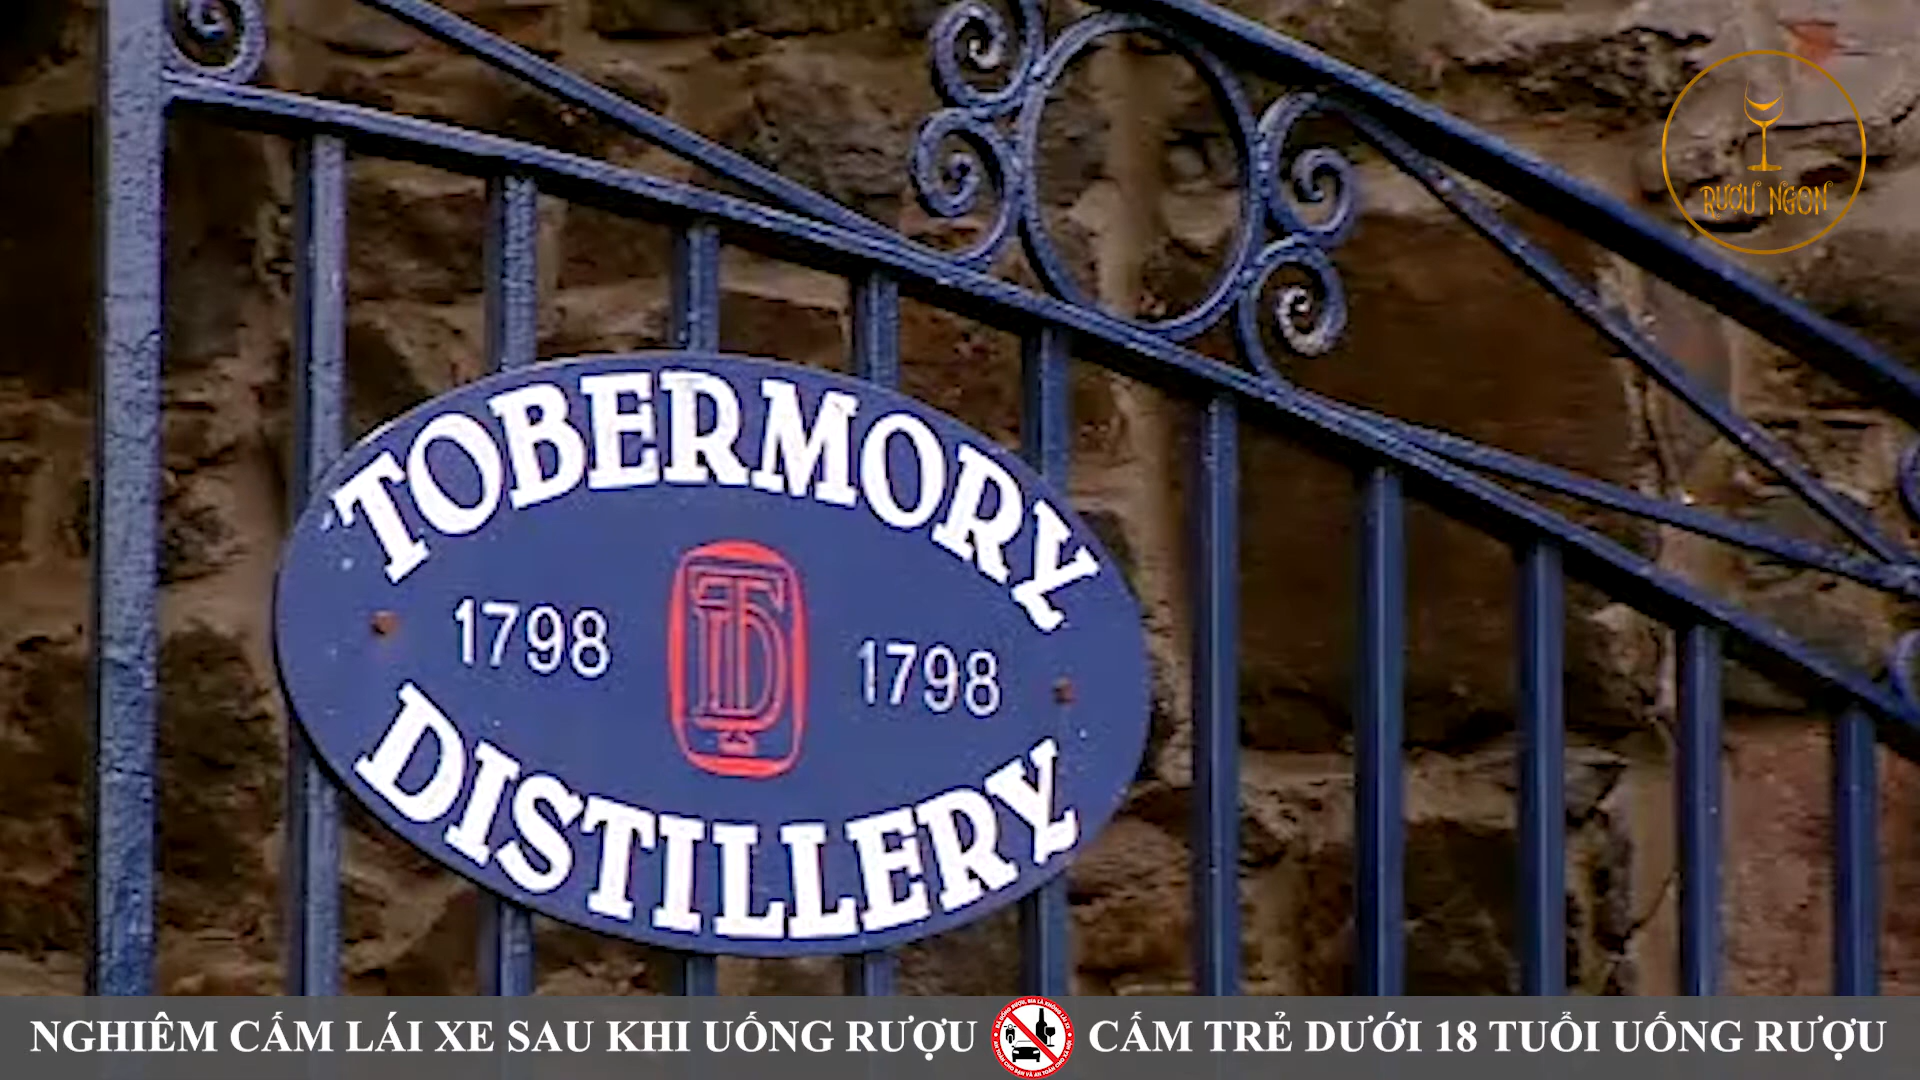 RƯỢU NGON
TOBERMORY
1798 TD 1798
DISTILLERY
NGHIÊM CẤM LÁI XE SAU KHI UỐNG RƯỢU
CẤM TRẺ DƯỚI 18 TUỔI UỐNG RƯỢU